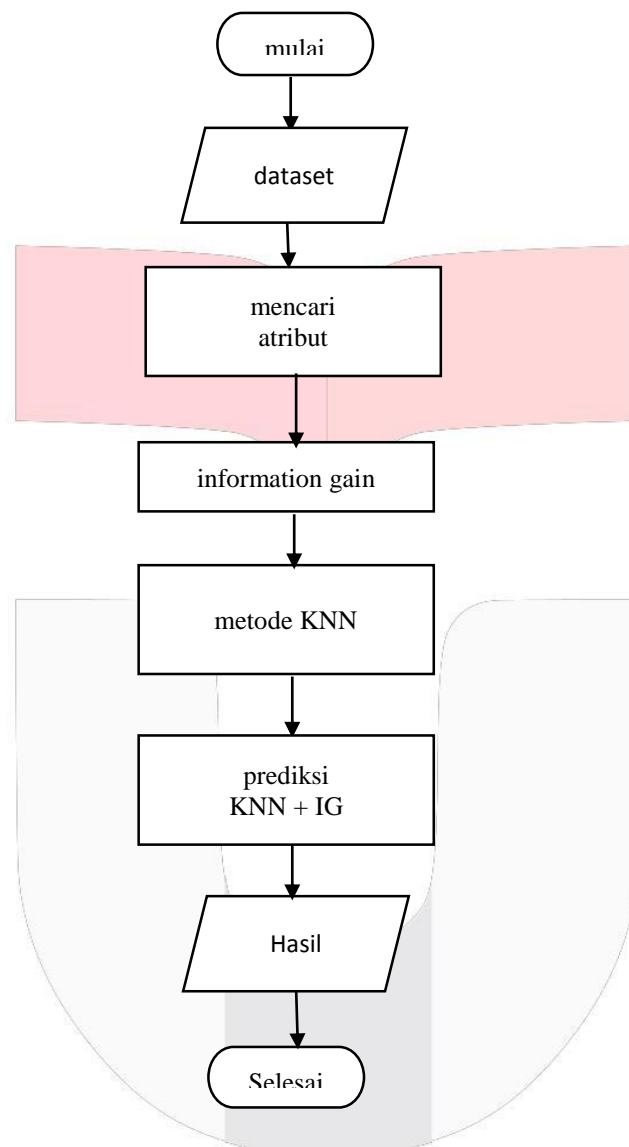 mulai
dataset
mencari
atribut
information gain
metode KNN
prediksi
KNN + IG
Hasil
Selesai